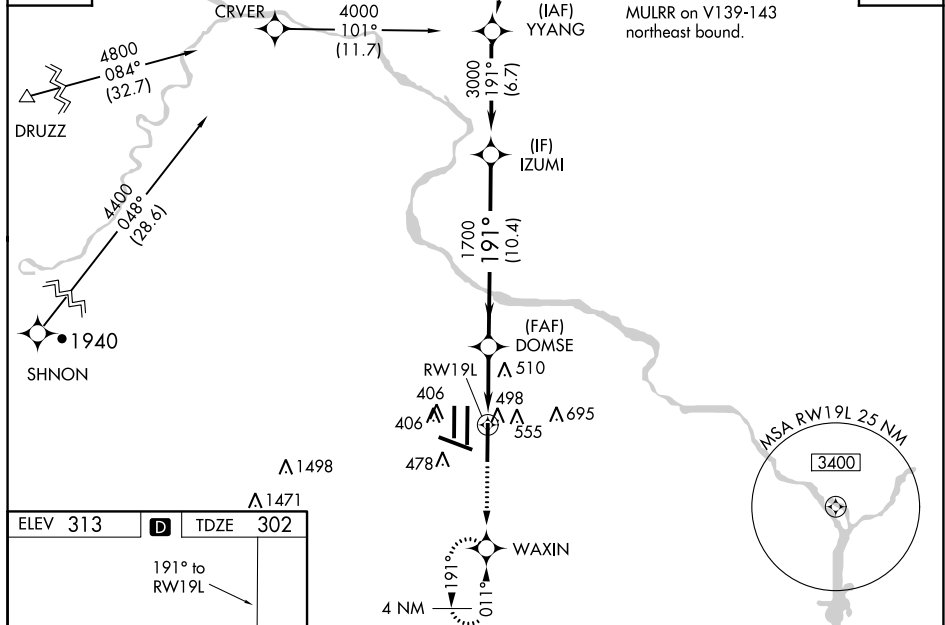 CRVER
4000
101°
(11.7)
(IAF)
YYANG
MULRR on V139-143
northeast bound.
4800
084°
(32.7)
DRUZZ
3000
191°
(6.7)
(IF)
IZUMI
4400
048°
(28.6)
1700
191°
(10.4)
1940
SHNON
(FAF)
DOMSE
RW19L
510
406
498
406
555
695
478
MSA RW19L 25 NM
3400
1498
1471
ELEV 313
D
TDZE 302
191° to
RW19L
WAXIN
191°
011°
4 NM